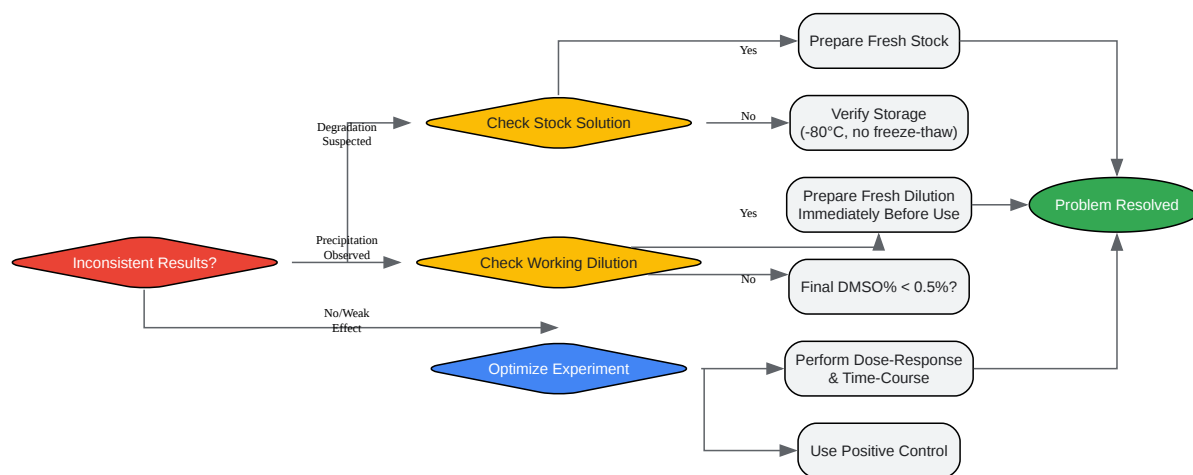 Prepare Fresh Stock
Yes
Degradation
Suspected
Check Stock Solution
No
Verify Storage
(-80°C, no freeze-thaw)
Prepare Fresh Dilution
Immediately Before Use
Yes
Problem Resolved
Inconsistent Results?
Precipitation
Observed
Check Working Dilution
No
Final DMSO% < 0.5%?
No/Weak
Effect
Optimize Experiment
Perform Dose-Response
& Time-Course
Use Positive Control